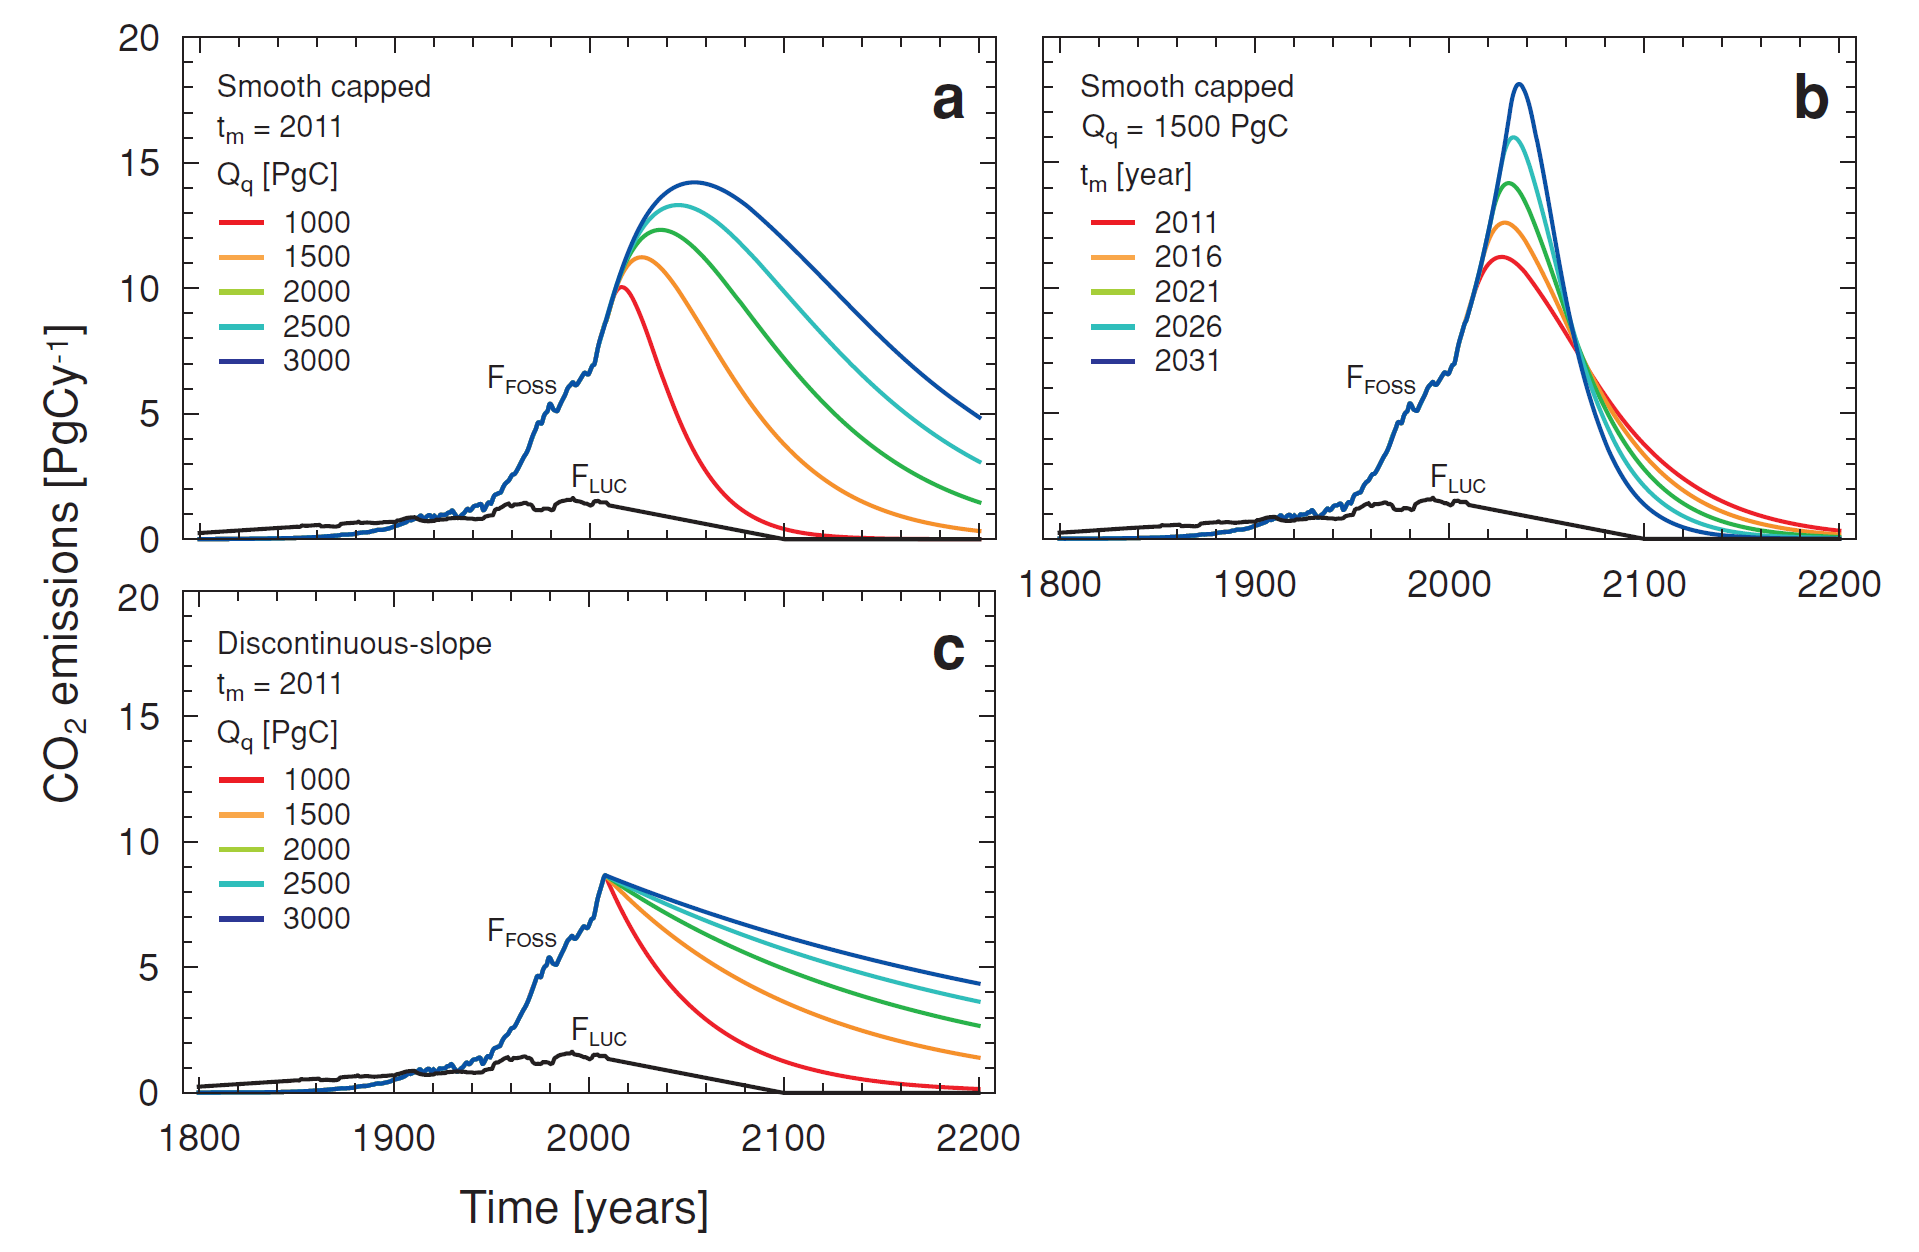 CO2 emissions [PgCy-1]
20
15
10
5
0
Smooth capped
a
tm = 2011
Qq [PgC]
1000
1500
2000
2500
3000
FFOSS
FLUC
Smooth capped
b
Qq = 1500 PgC
tm [year]
2011
2016
2021
2026
2031
FFOSS
FLUC
1800 1900 2000 2100 2200
20
15
10
5
0
Discontinuous-slope
c
tm = 2011
Qq [PgC]
1000
1500
2000
2500
3000
FFOSS
FLUC
1800 1900 2000 2100 2200
Time [years]